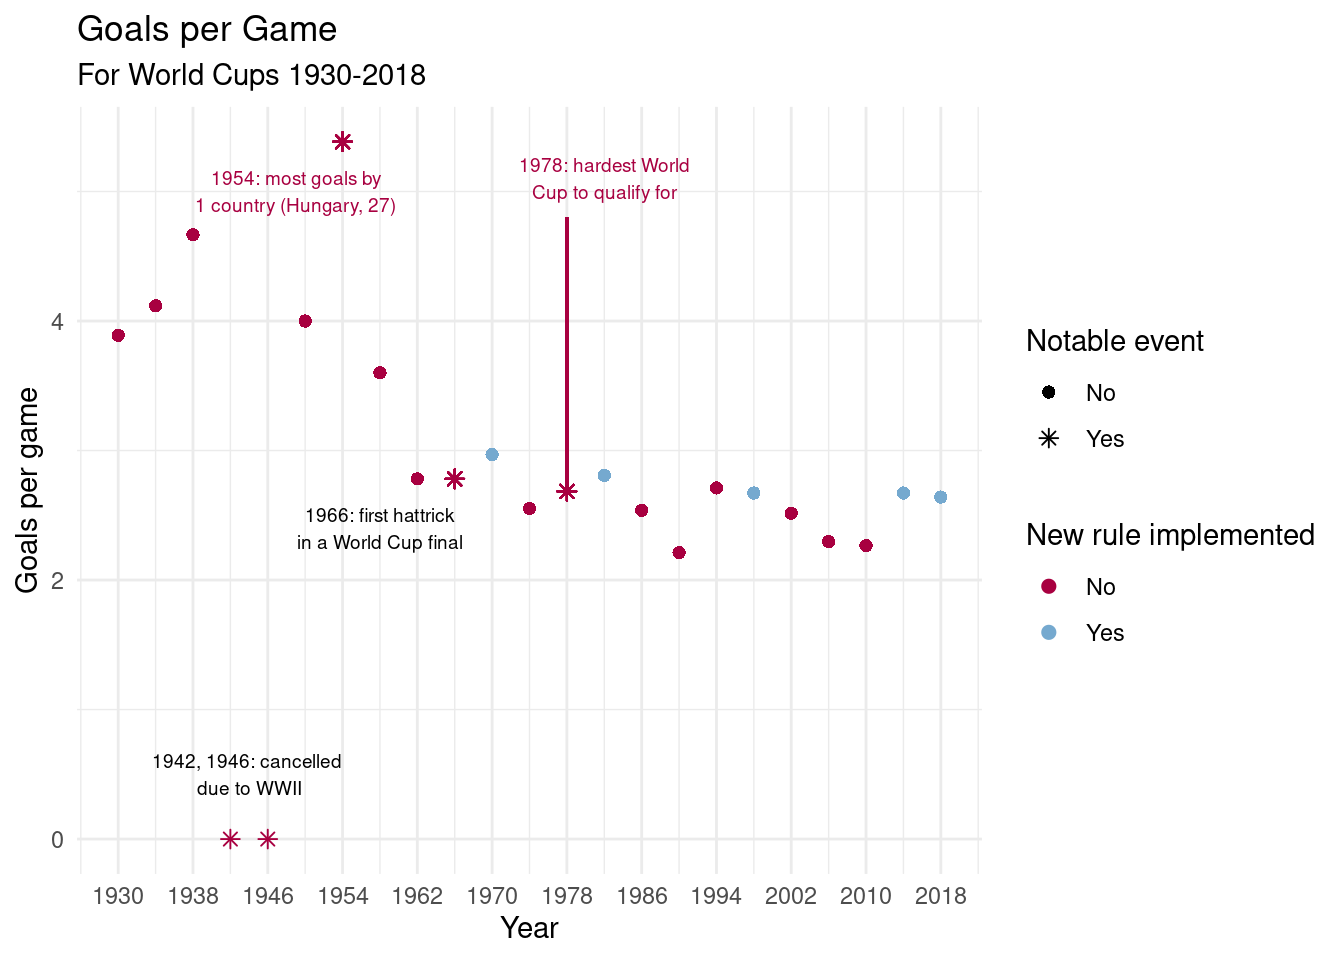 Goals per Game
For World Cups 1930-2018
1954: most goals by
1 country (Hungary, 27)
1978: hardest World
Cup to qualify for
1966: first hattrick
in a World Cup final
1942, 1946: cancelled
due to WWII
Goals per game
4
2
0
1930 1938 1946 1954 1962 1970 1978 1986 1994 2002 2010 2018
Year
Notable event
No
Yes
New rule implemented
No
Yes